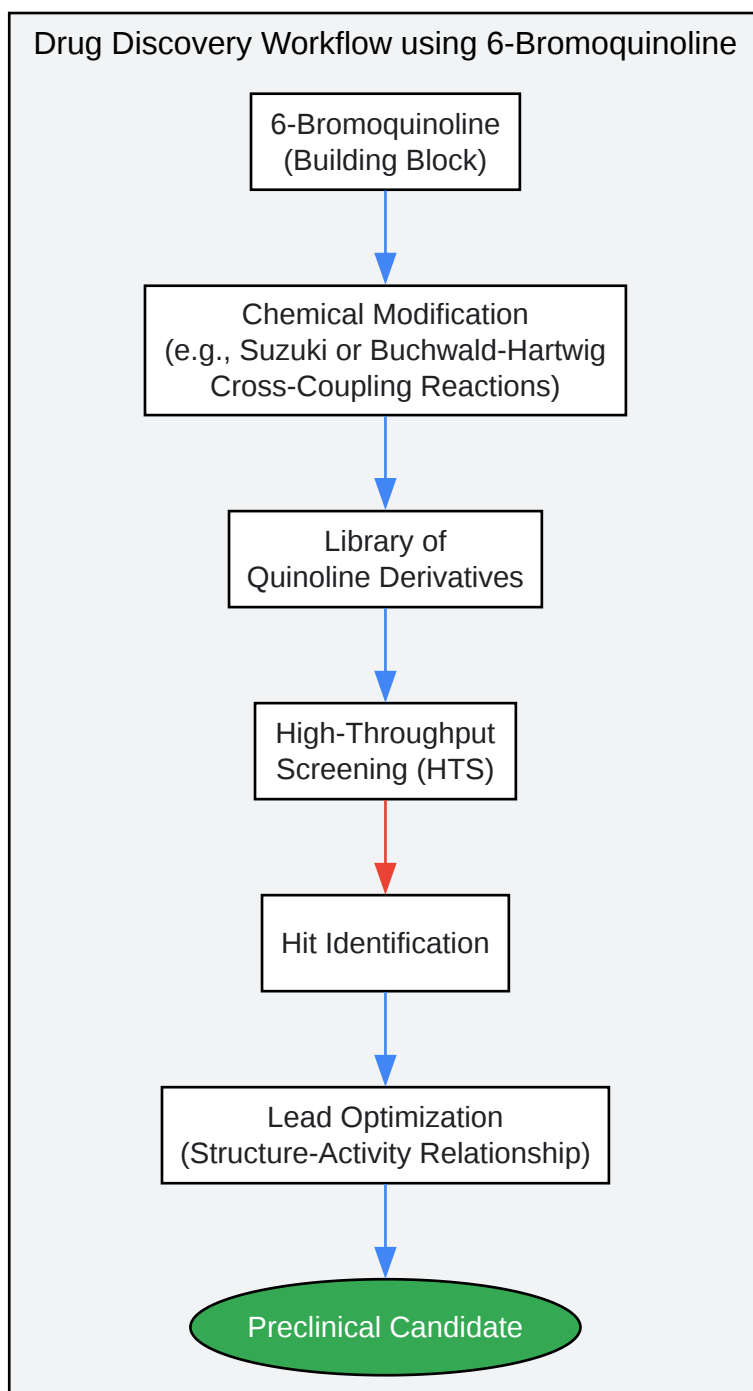 Drug Discovery Workflow using 6-Bromoquinoline
6-Bromoquinoline
(Building Block)
Chemical Modification
(e.g., Suzuki or Buchwald-Hartwig
Cross-Coupling Reactions)
Library of
Quinoline Derivatives
High-Throughput
Screening (HTS)
Hit Identification
Lead Optimization
(Structure-Activity Relationship)
Preclinical Candidate